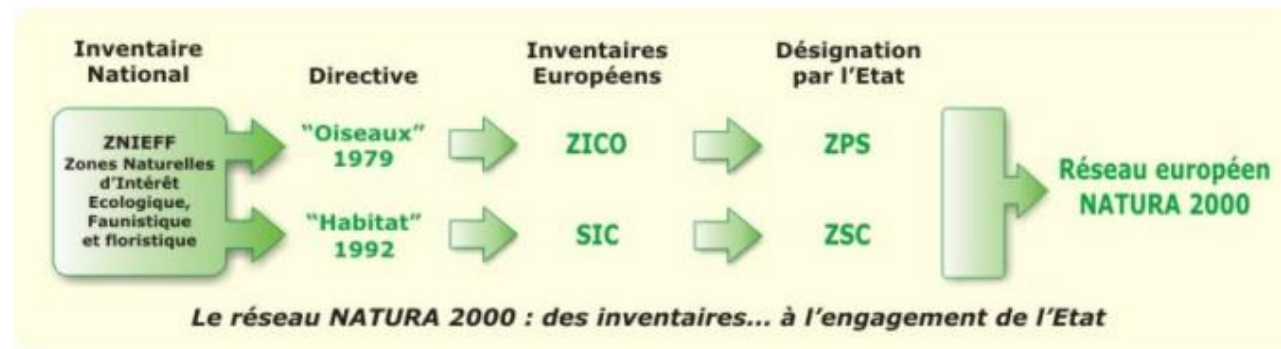 Inventaire
National
Directive
Inventaires
Européens
Désignation
par l'Etat
ZNIEFF
Zones Naturelles
d'Intérêt
Ecologique,
Faunistique
et floristique
"Oiseaux"
1979
ZICO
ZPS
"Habitat"
1992
SIC
ZSC
Réseau européen
NATURA 2000
Le réseau NATURA 2000 : des inventaires... à l'engagement de l'Etat